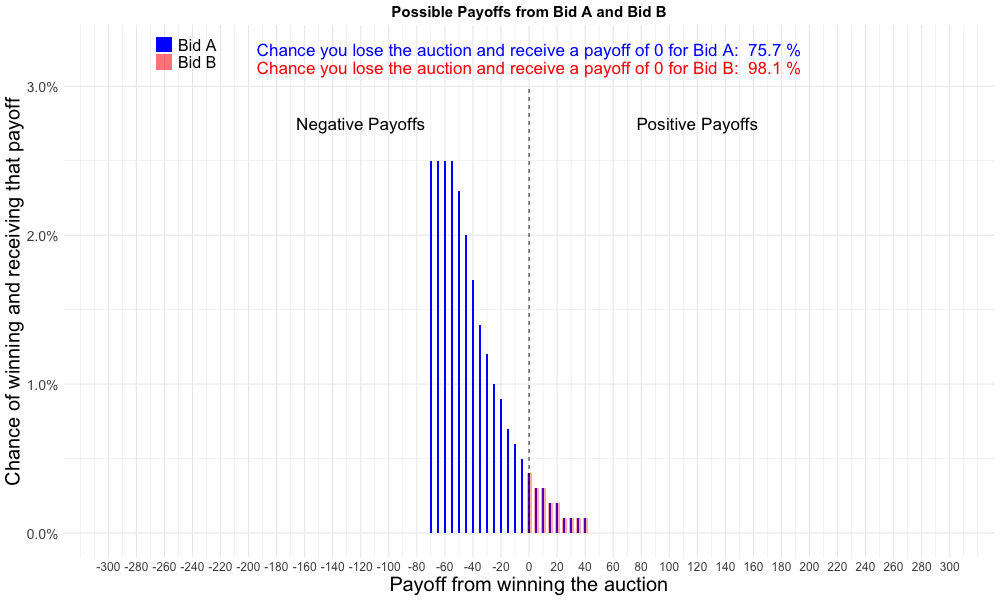 Possible Payoffs from Bid A and Bid B
Bid A
Bid B
Chance you lose the auction and receive a payoff of 0 for Bid A: 75.7 %
Chance you lose the auction and receive a payoff of 0 for Bid B: 98.1 %
Negative Payoffs
Positive Payoffs
Chance of winning and receiving that payoff
3.0%
2.0%
1.0%
0.0%
-300 -280 -260 -240 -220 -200 -180 -160 -140 -120 -100 -80 -60 -40 -20 0 20 40 60 80 100 120 140 160 180 200 220 240 260 280 300
Payoff from winning the auction